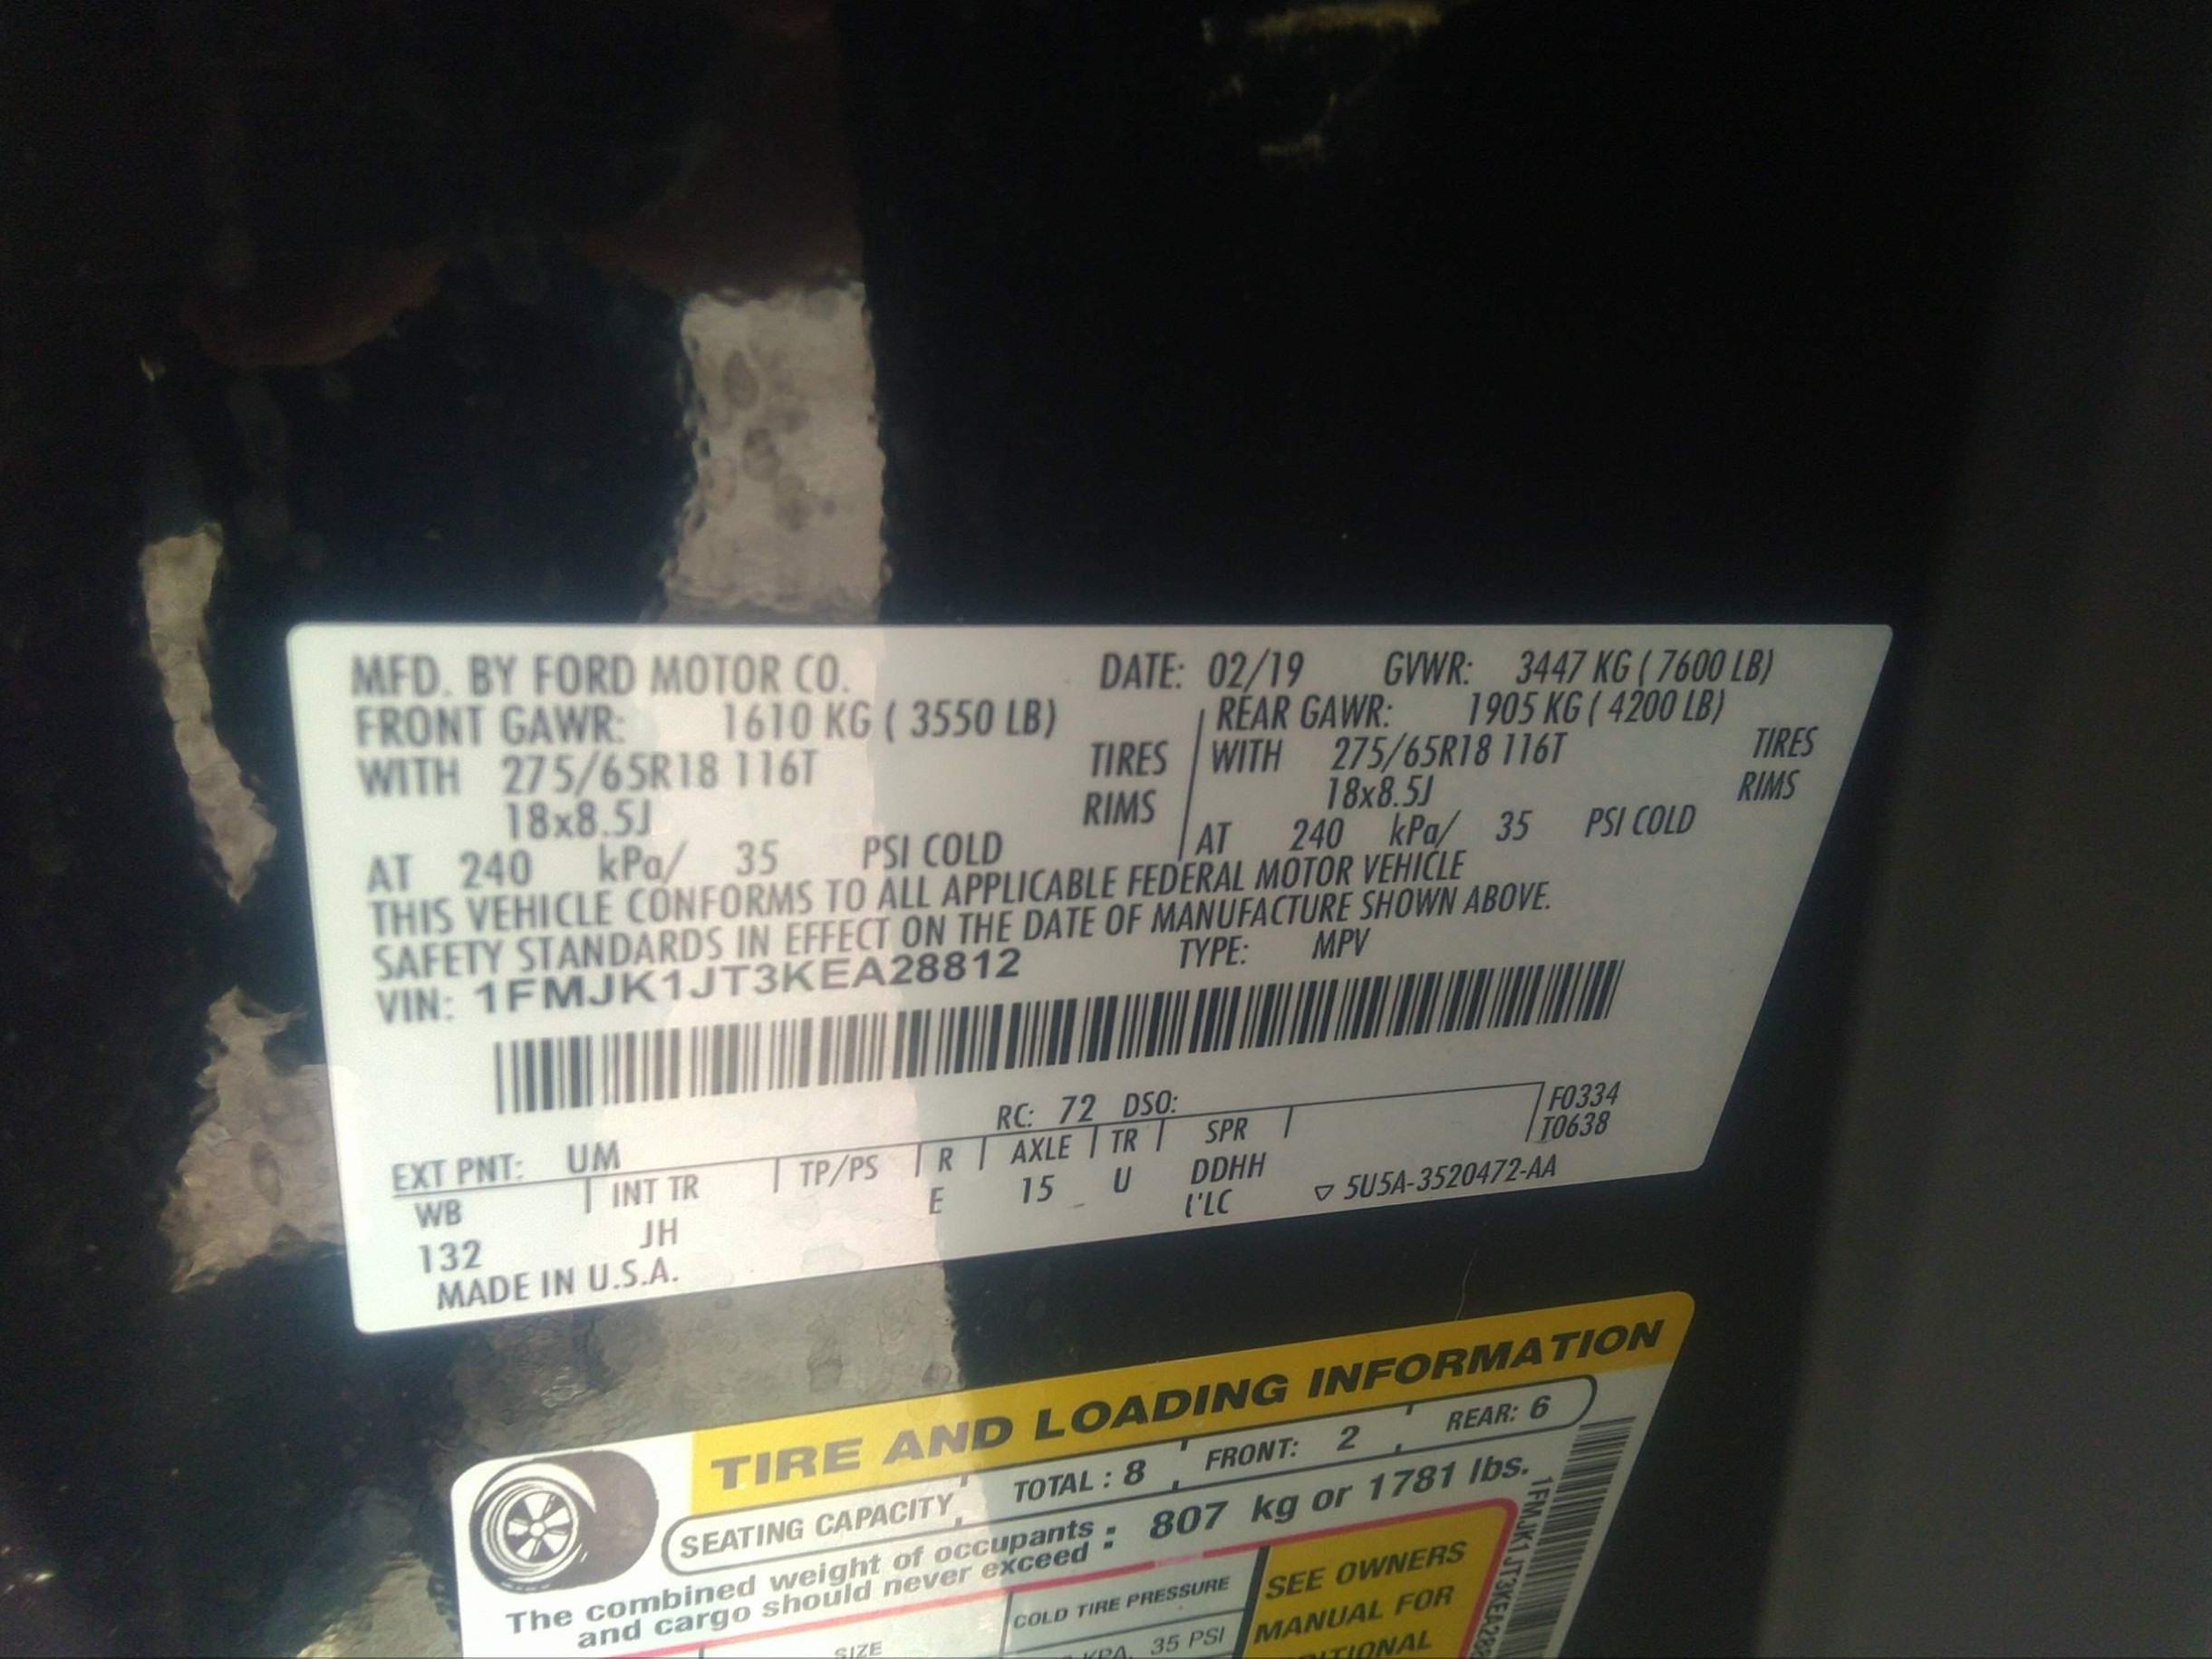 MFD. BY FORD MOTOR CO. DATE: 02/19 GVWR: 3447 KG ( 7600 LB)
FRONT GAWR: 1610 KG ( 3550 LB) REAR GAWR: 1905 KG ( 4200 LB)
WITH 275/65R18 116T TIRES WITH 275/65R18 116T TIRES
18x8.5J RIMS 18x8.5J RIMS
AT 240 kPa/ 35 PSI COLD AT 240 kPa/ 35 PSI COLD
THIS VEHICLE CONFORMS TO ALL APPLICABLE FEDERAL MOTOR VEHICLE
SAFETY STANDARDS IN EFFECT ON THE DATE OF MANUFACTURE SHOWN ABOVE.
VIN: 1FMJK1JT3KEA28812 TYPE: MPV
RC: 72 DSO: F0334
EXT PNT: UM T0638
WB INT TR TP/PS R AXLE TR SPR
132 JH E 15 U DDHH
MADE IN U.S.A. 5U5A-3520472-AA
TIRE AND LOADING INFORMATION
SEATING CAPACITY TOTAL : 8 FRONT: 2 REAR: 6
The combined weight of occupants and cargo should never exceed : 807 kg or 1781 lbs.
SIZE COLD TIRE PRESSURE
KPA, 35 PSI
SEE OWNERS
MANUAL FOR